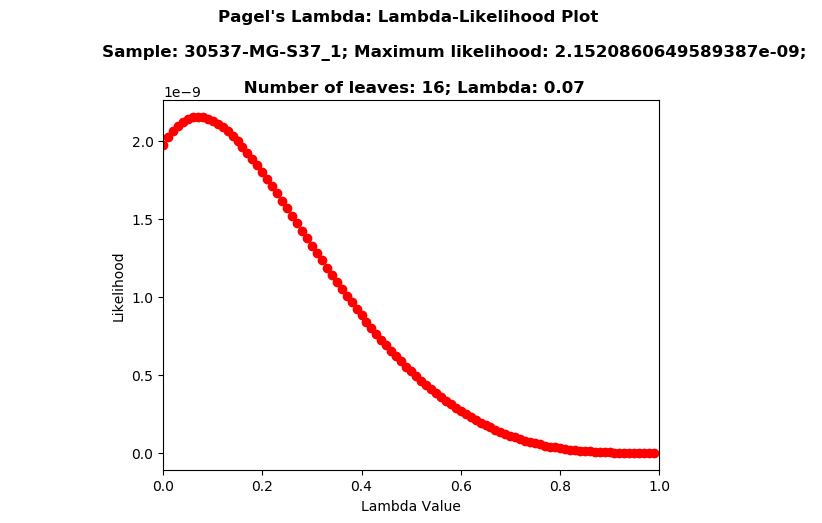 Pagel's Lambda: Lambda-Likelihood Plot
Sample: 30537-MG-S37_1; Maximum likelihood: 2.1520860649589387e-09;
Number of leaves: 16; Lambda: 0.07
1e−9
2.0
1.5
1.0
0.5
0.0
Likelihood
0.0 0.2 0.4 0.6 0.8 1.0
Lambda Value